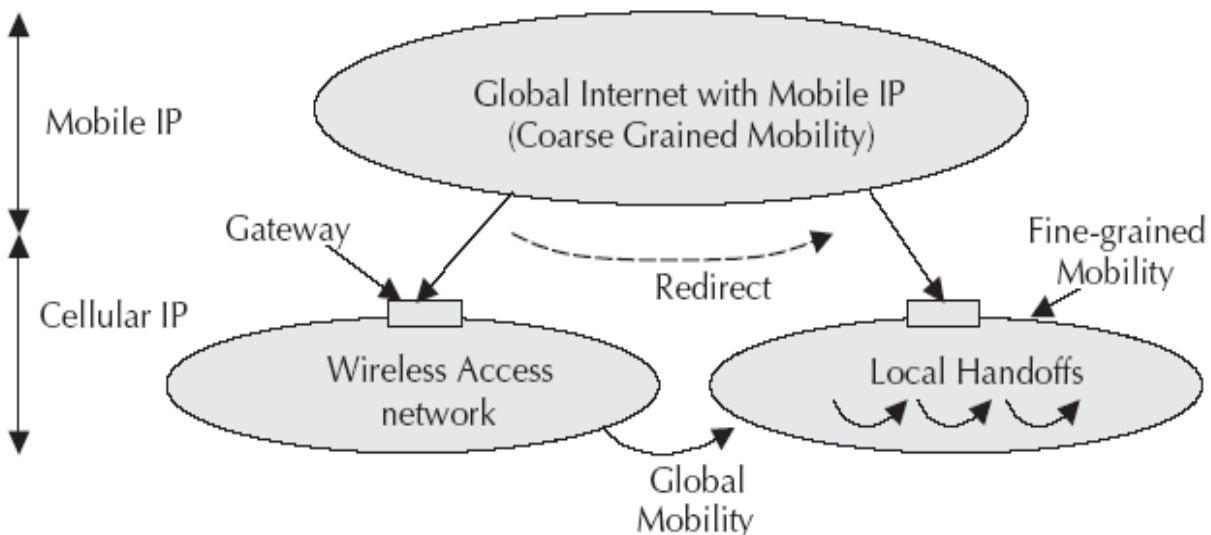 Global Internet with Mobile IP
(Coarse Grained Mobility)
Mobile IP
Gateway
Redirect
Fine-grained
Mobility
Cellular IP
Wireless Access
network
Local Handoffs
Global
Mobility